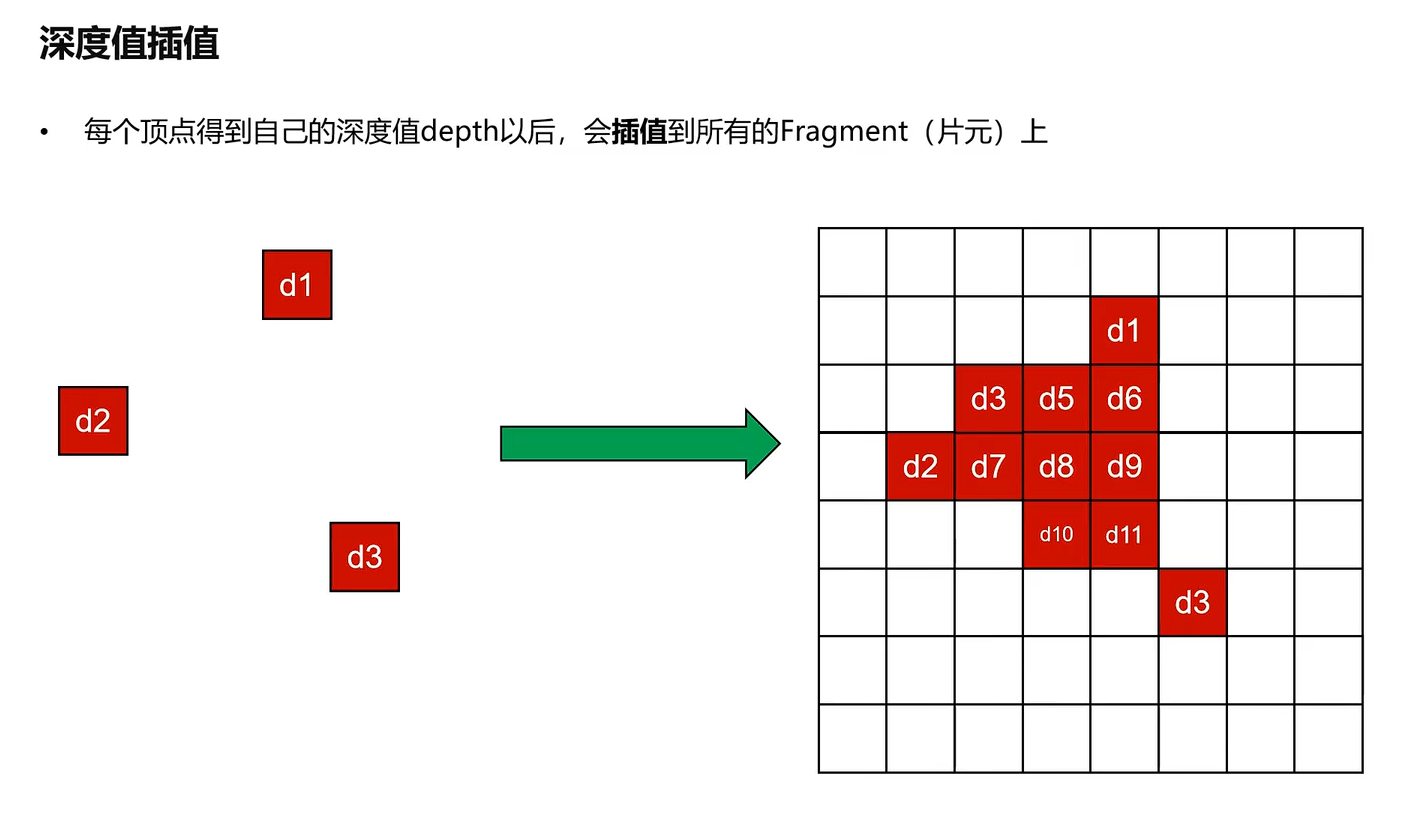 深度值插值
• 每个顶点得到自己的深度值depth以后，会插值到所有的Fragment（片元）上
d1
d2
d3
d1
d3 d5 d6
d2 d7 d8 d9
d10 d11
d3